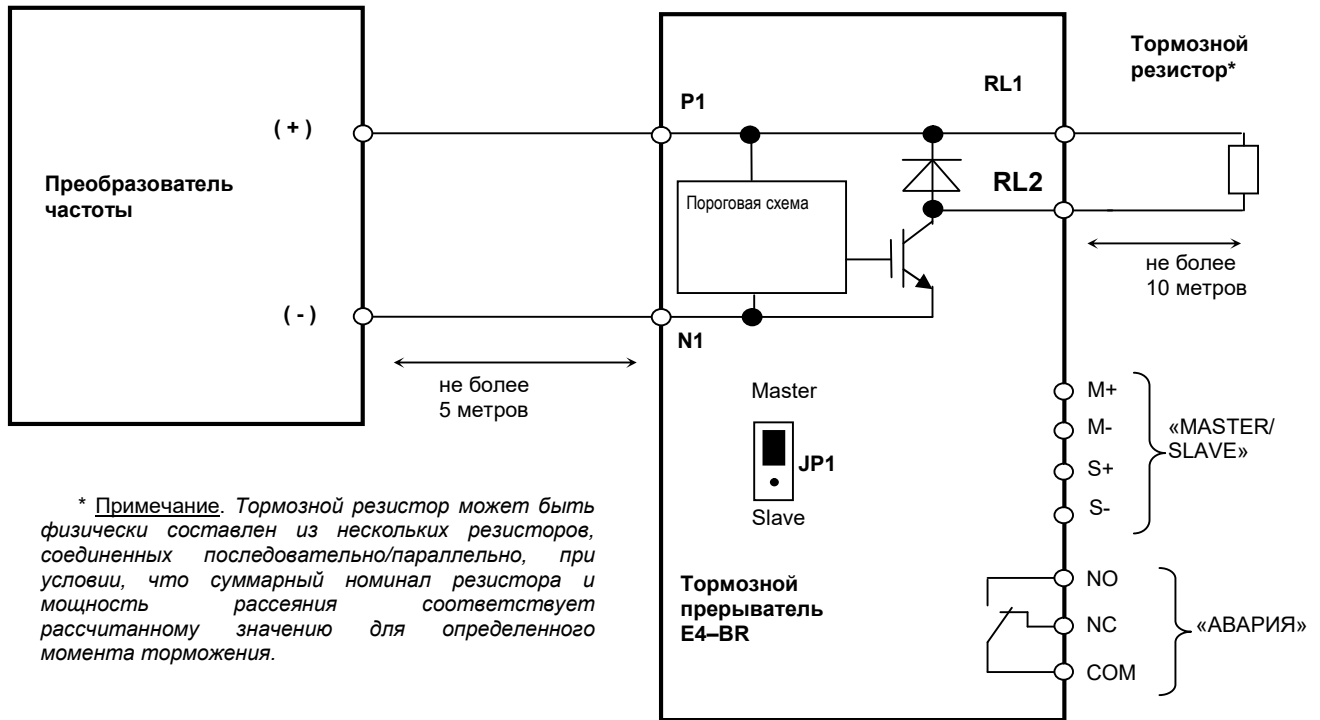 Тормозной
резистор*
RL1
P1
( + )
Преобразователь
частоты
RL2
Пороговая схема
не более
10 метров
( - )
N1
не более
5 метров
Master
JP1
Slave
M+
M-
S+
S-
«MASTER/
SLAVE»
* Примечание. Тормозной резистор может быть
физически составлен из нескольких резисторов,
соединенных последовательно/параллельно, при
условии, что суммарный номинал резистора и
мощность рассеяния соответствует
рассчитанному значению для определенного
момента торможения.
Тормозной
прерыватель
E4–BR
NO
NC
COM
«АВАРИЯ»